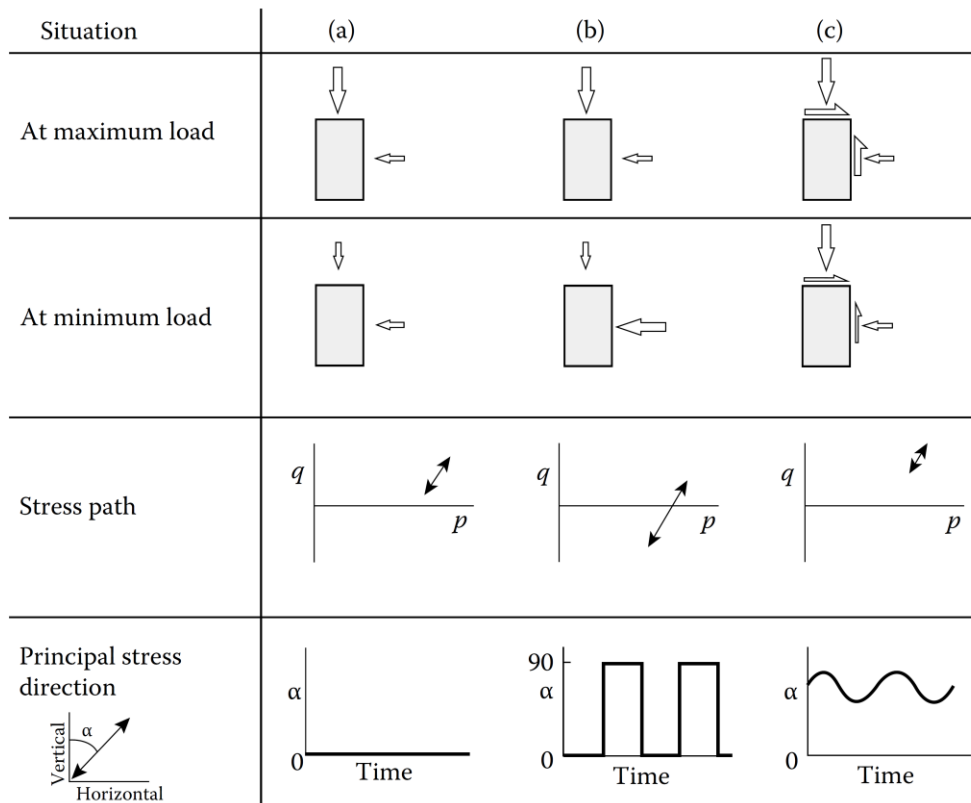 Situation (a) (b) (c)
At maximum load
At minimum load
Stress path
q p
q p
q p
Principal stress
direction
Vertical α
Horizontal
α 0 Time
90 α 0 Time
α 0 Time